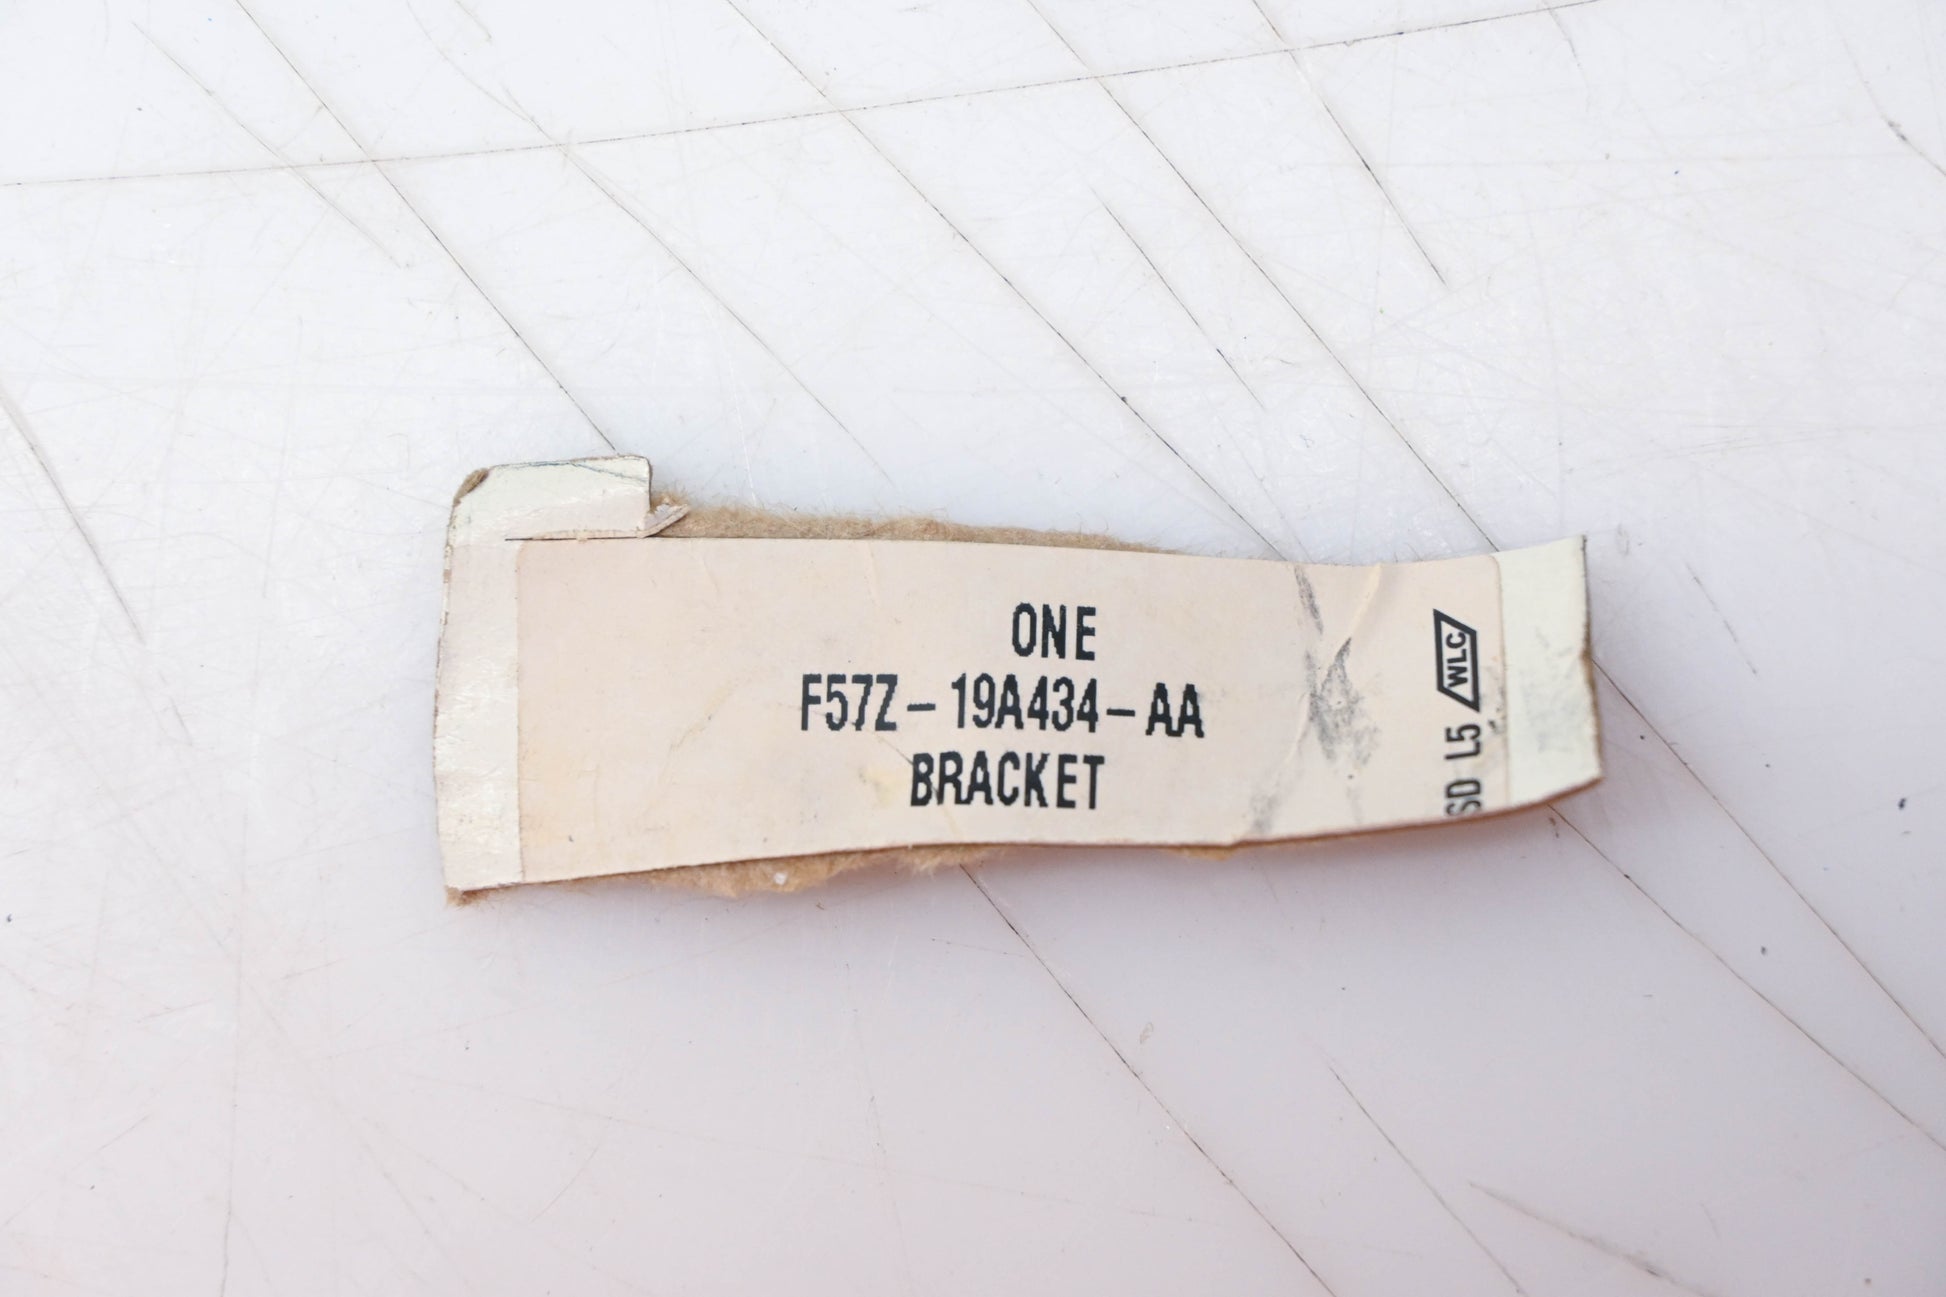 ONE
F57Z-19A434-AA
BRACKET
WLC
SD L5